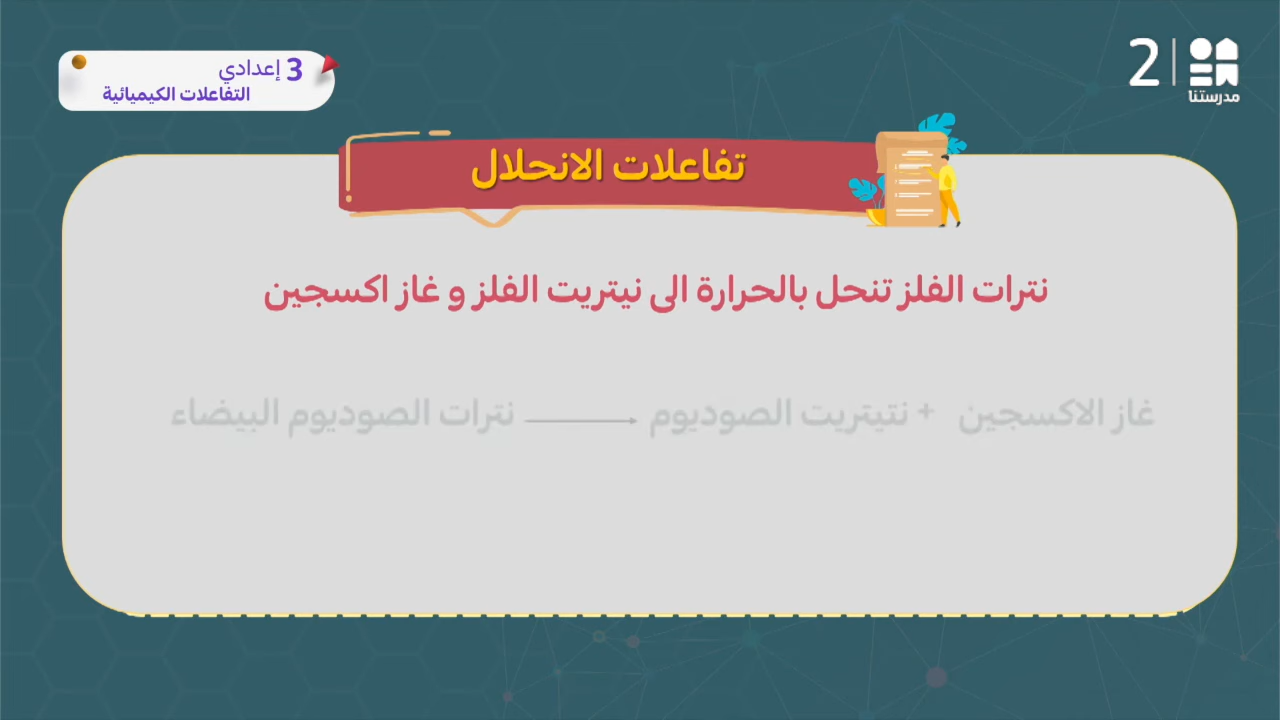 3 إعدادي
التفاعلات الكيميائية
2
مدرستنا
تفاعلات الانحلال
نترات الفلز تنحل بالحرارة الى نيتريت الفلز و غاز اكسجين
نترات الصوديوم البيضاء ⟶ نتيتريت الصوديوم + غاز الاكسجين